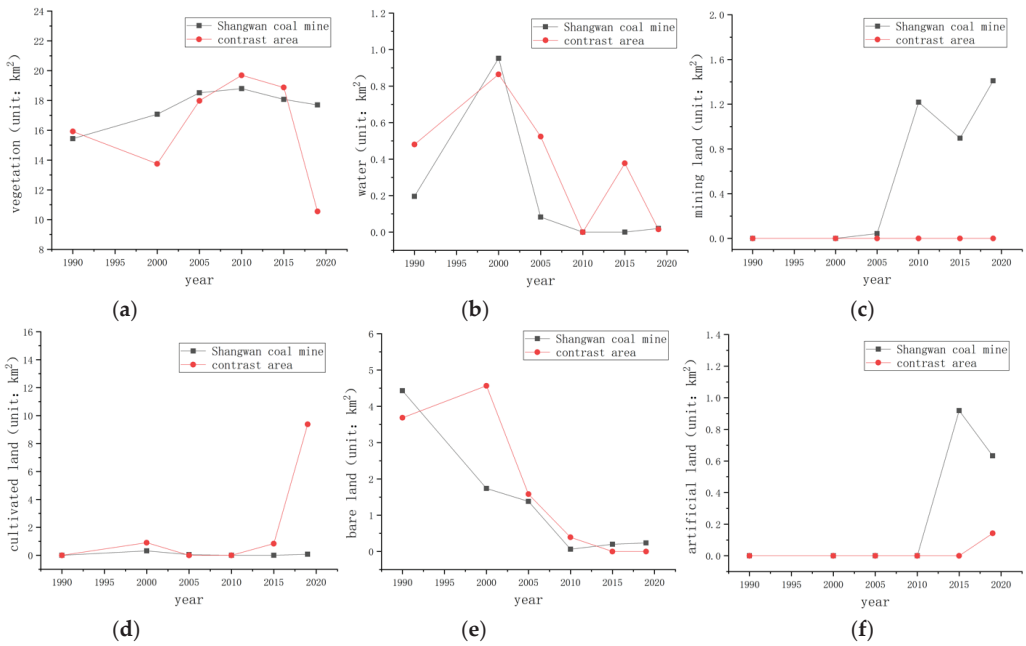 Shangwan coal mine
contrast area
24
22
20
18
16
14
12
10
8
vegetation (unit: km²)
1990 1995 2000 2005 2010 2015 2020
year
(a)
Shangwan coal mine
contrast area
1.2
1.0
0.8
0.6
0.4
0.2
0.0
water (unit: km²)
1990 1995 2000 2005 2010 2015 2020
year
(b)
Shangwan coal mine
contrast area
2.0
1.6
1.2
0.8
0.4
0.0
mining land (unit: km²)
1990 1995 2000 2005 2010 2015 2020
year
(c)
Shangwan coal mine
contrast area
16
14
12
10
8
6
4
2
0
cultivated land (unit: km²)
1990 1995 2000 2005 2010 2015 2020
year
(d)
Shangwan coal mine
contrast area
6
5
4
3
2
1
0
bare land (unit: km²)
1990 1995 2000 2005 2010 2015 2020
year
(e)
Shangwan coal mine
contrast area
1.4
1.2
1.0
0.8
0.6
0.4
0.2
0.0
artificial land (unit: km²)
1990 1995 2000 2005 2010 2015 2020
year
(f)